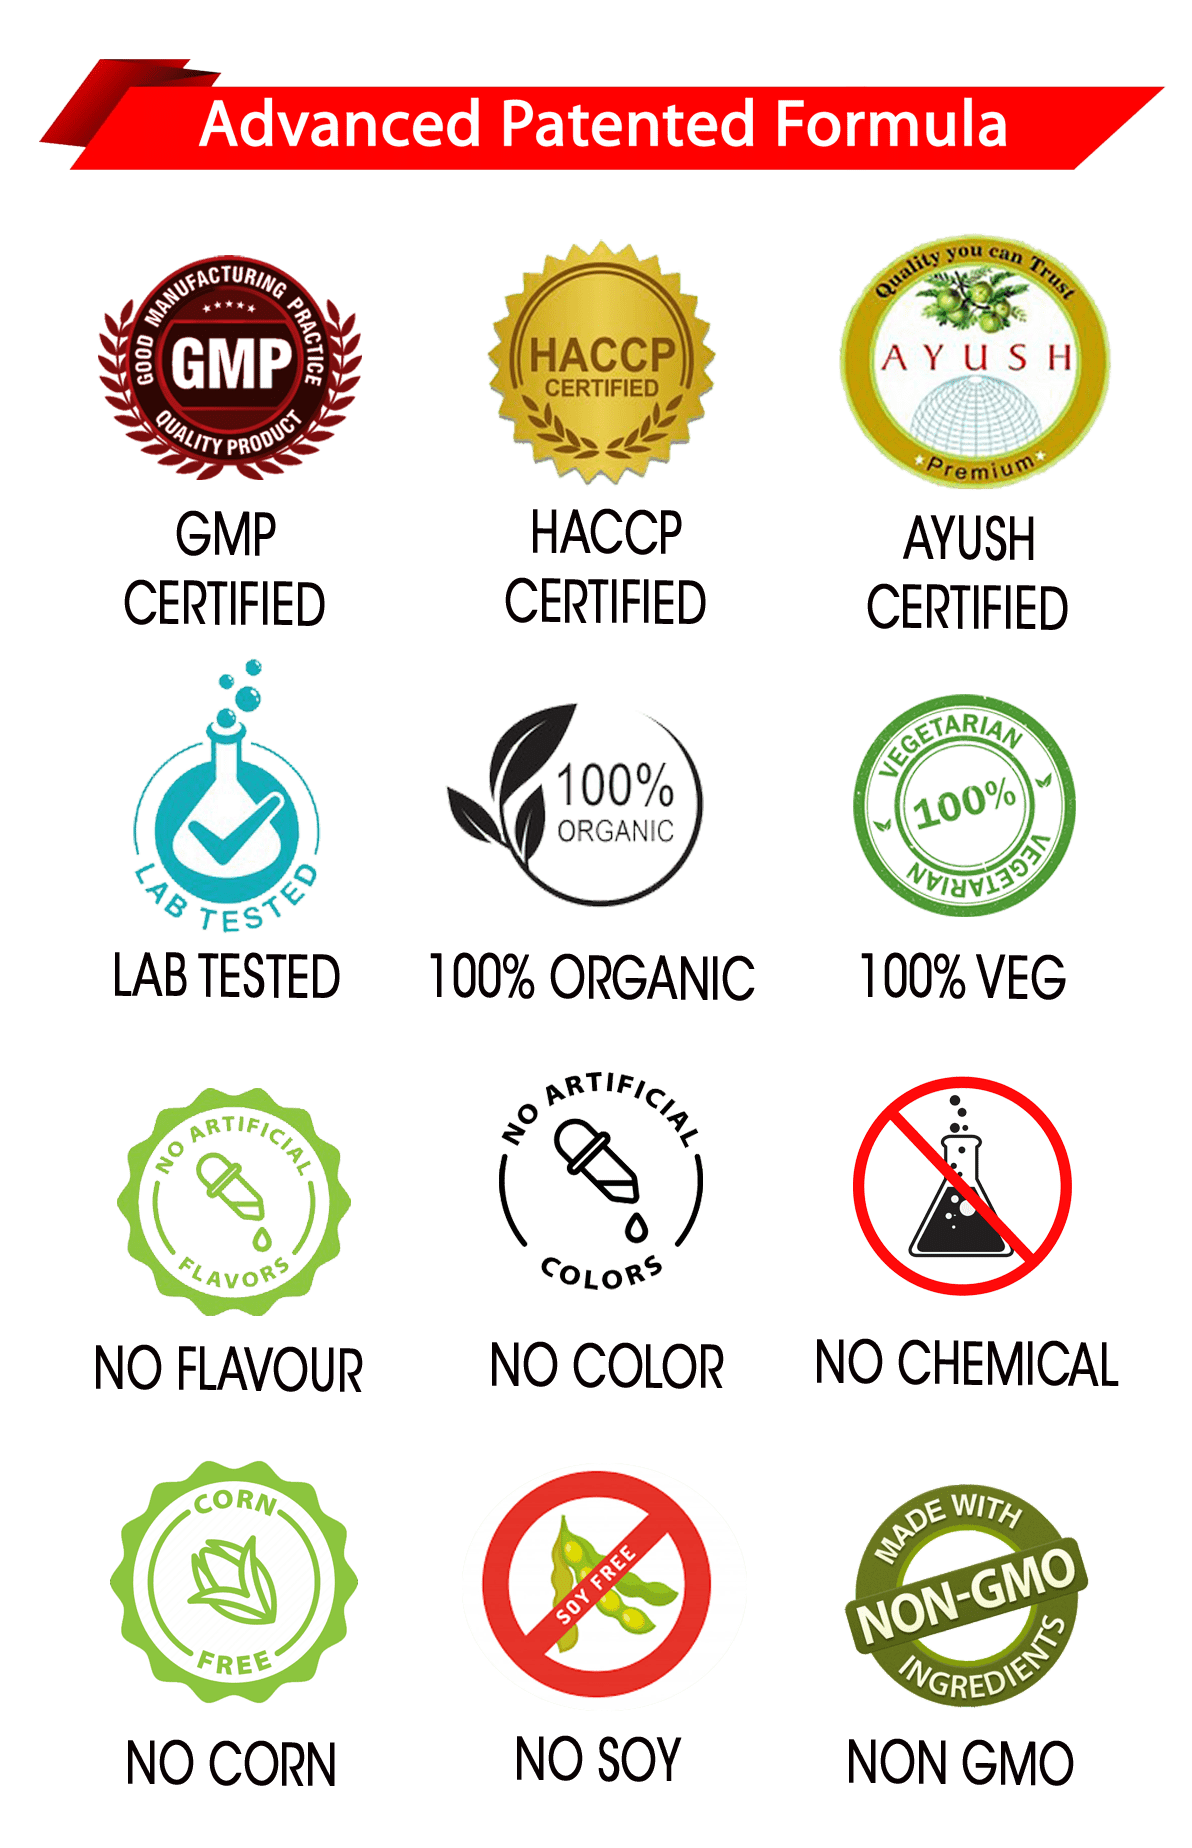 Advanced Patented Formula
GOOD MANUFACTURING PRACTICE
GMP
QUALITY PRODUCT
HACCP
CERTIFIED
Quality you can Trust
AYUSH
Premium
GMP
CERTIFIED
HACCP
CERTIFIED
AYUSH
CERTIFIED
LAB TESTED
100%
ORGANIC
VEGETARIAN
100%
VEGETARIAN
LAB TESTED
100% ORGANIC
100% VEG
NO ARTIFICIAL
FLAVORS
NO ARTIFICIAL
COLORS
NO FLAVOUR
NO COLOR
NO CHEMICAL
CORN
FREE
SOY FREE
MADE WITH
NON-GMO
INGREDIENTS
NO CORN
NO SOY
NON GMO